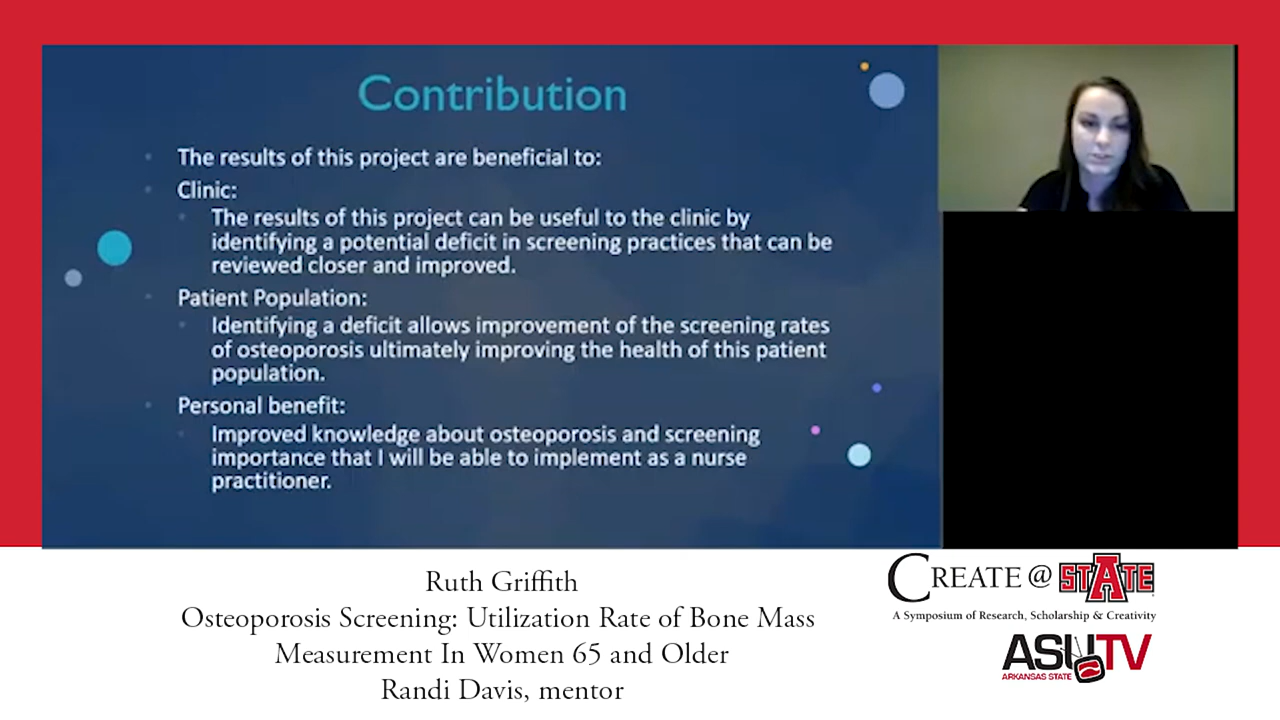 Contribution
The results of this project are beneficial to:
Clinic:
The results of this project can be useful to the clinic by
identifying a potential deficit in screening practices that can be
reviewed closer and improved.
Patient Population:
Identifying a deficit allows improvement of the screening rates
of osteoporosis ultimately improving the health of this patient
population.
Personal benefit:
Improved knowledge about osteoporosis and screening
importance that I will be able to implement as a nurse
practitioner.
Ruth Griffith
Osteoporosis Screening: Utilization Rate of Bone Mass
Measurement In Women 65 and Older
Randi Davis, mentor
CREATE @ STATE
A Symposium of Research, Scholarship & Creativity
ASUTV
ARKANSAS STATE